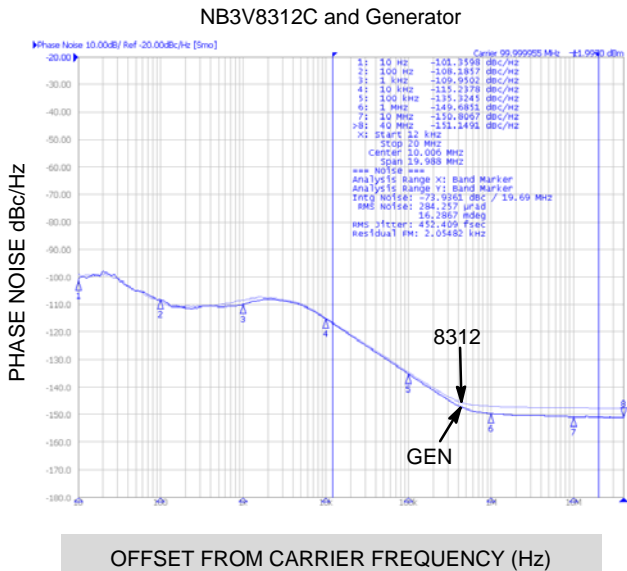 NB3V8312C and Generator
Phase Noise 10.00dB/ Ref -20.00dBc/Hz [Smo]
Carrier 99.999955 MHz
dBm
-20.00
-30.00
-40.00
-50.00
-60.00
-70.00
-80.00
-90.00
-100.0
-110.0
-120.0
-130.0
-140.0
-150.0
-160.0
-170.0
-180.0
1: 10 Hz -101.3598 dBc/Hz
2: 100 Hz -108.1857 dBc/Hz
3: 1 kHz -109.9502 dBc/Hz
4: 10 kHz -115.2378 dBc/Hz
5: 100 kHz -135.3245 dBc/Hz
6: 1 MHz -149.6851 dBc/Hz
7: 10 MHz -150.8067 dBc/Hz
>8: 40 MHz -151.1491 dBc/Hz
X: Start 12 kHz
Stop 20 MHz
Center 10.006 MHz
Span 19.988 MHz
=== Noise ===
Analysis Range X: Band Marker
Analysis Range Y: Band Marker
Intg Noise: -73.9361 dBc / 19.69 MHz
RMS Noise: 284.257 µrad
16.2867 mdeg
RMS Jitter: 452.409 fsec
Residual FM: 2.05482 kHz
1
2
3
4
5
6
7
8
8312
GEN
PHASE NOISE dBc/Hz
OFFSET FROM CARRIER FREQUENCY (Hz)